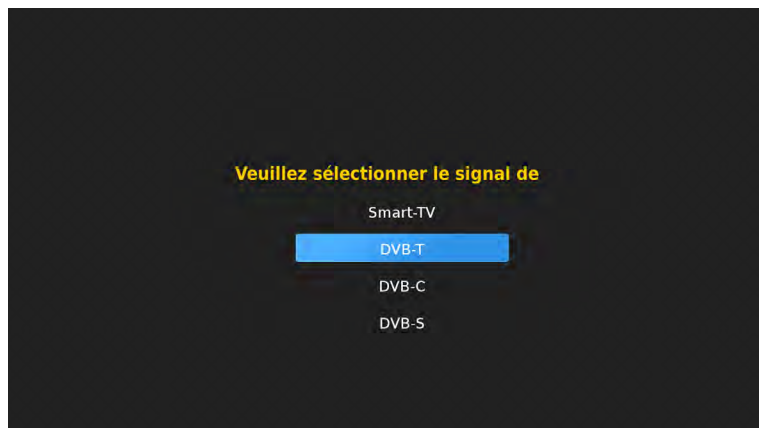 Veuillez sélectionner le signal de
Smart-TV
DVB-T
DVB-C
DVB-S